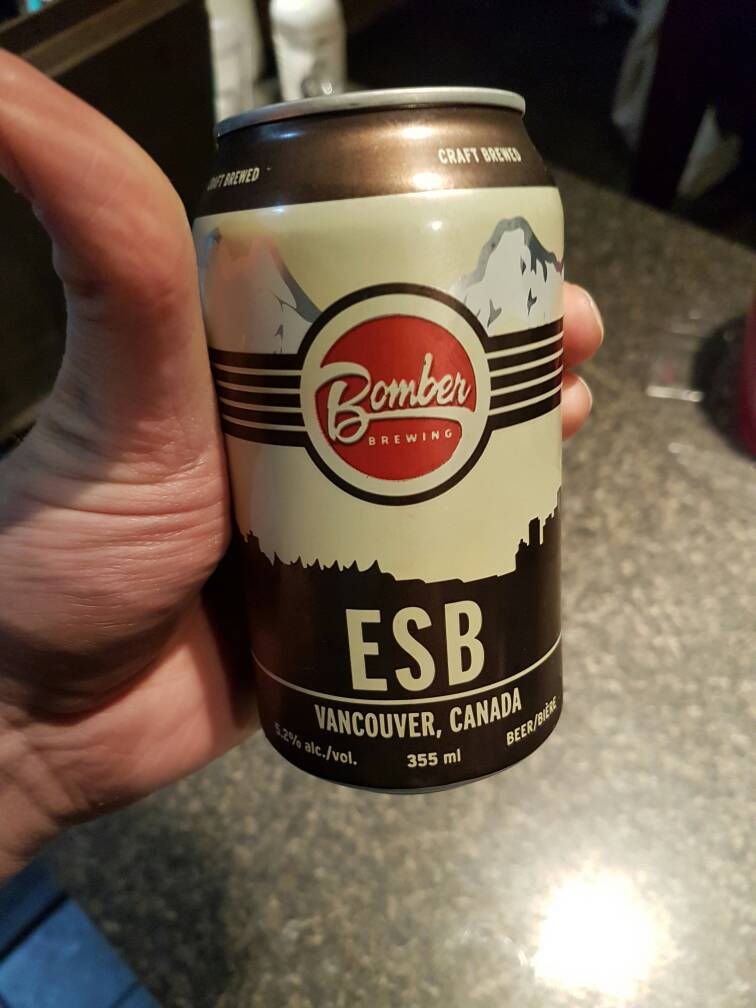 CRAFT BREWED
CRAFT BREWED
Bomber
BREWING
ESB
VANCOUVER, CANADA
5.2% alc./vol.
355 ml
BEER/BIÈRE